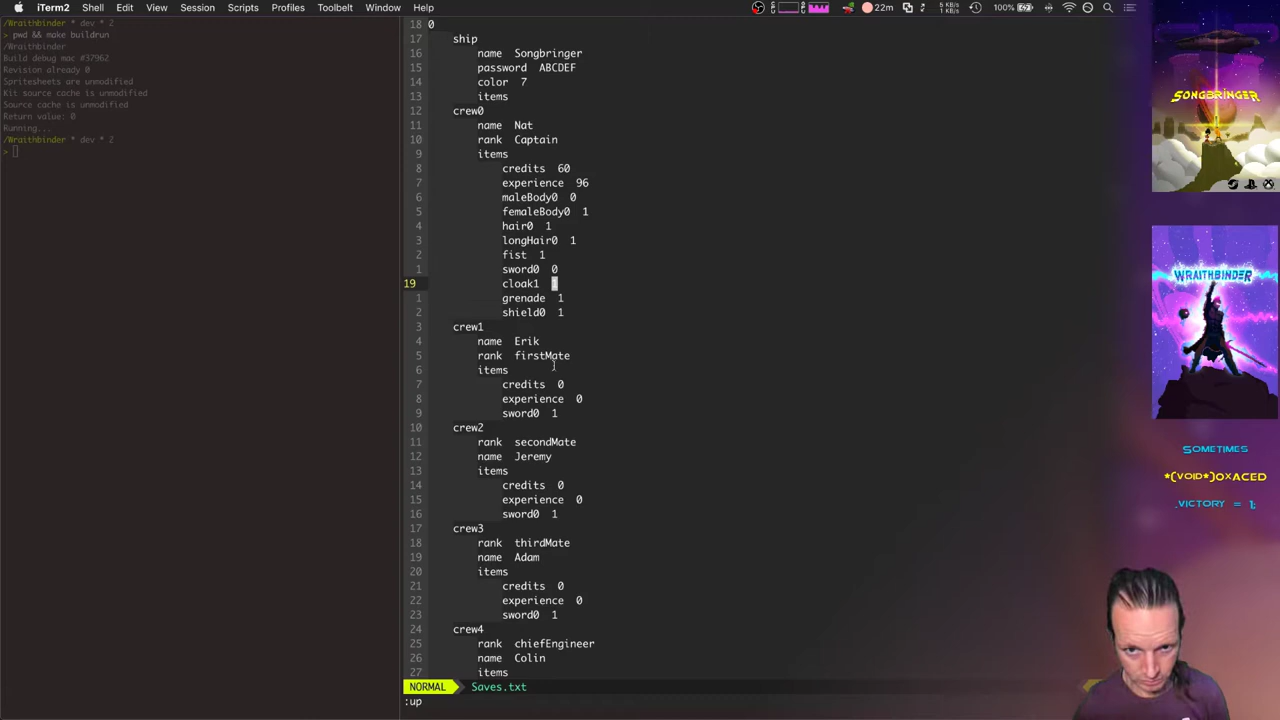 iTerm2 Shell Edit View Session Scripts Profiles Toolbelt Window Help 22m 5 KB/s 1 KB/s 100%
/Wraithbinder * dev * 2
> pwd && make buildrun
/Wraithbinder
Build debug mac #37962
Revision already 0
Spritesheets are unmodified
Kit source cache is unmodified
Source cache is unmodified
Return value: 0
Running...
/Wraithbinder * dev * 2
>
18 0
17 ship
16 name Songbringer
15 password ABCDEF
14 color 7
13 items
12 crew0
11 name Nat
10 rank Captain
9 items
8 credits 60
7 experience 96
6 maleBody0 0
5 femaleBody0 1
4 hair0 1
3 longHair0 1
2 fist 1
1 sword0 0
19 cloak1 1
1 grenade 1
2 shield0 1
3 crew1
4 name Erik
5 rank firstMate
6 items
7 credits 0
8 experience 0
9 sword0 1
10 crew2
11 rank secondMate
12 name Jeremy
13 items
14 credits 0
15 experience 0
16 sword0 1
17 crew3
18 rank thirdMate
19 name Adam
20 items
21 credits 0
22 experience 0
23 sword0 1
24 crew4
25 rank chiefEngineer
26 name Colin
27 items
NORMAL Saves.txt
:up
SONGBRINGER
WRAITHBINDER
SOMETIMES
*(VOID*)0XACED
.VICTORY = 1;